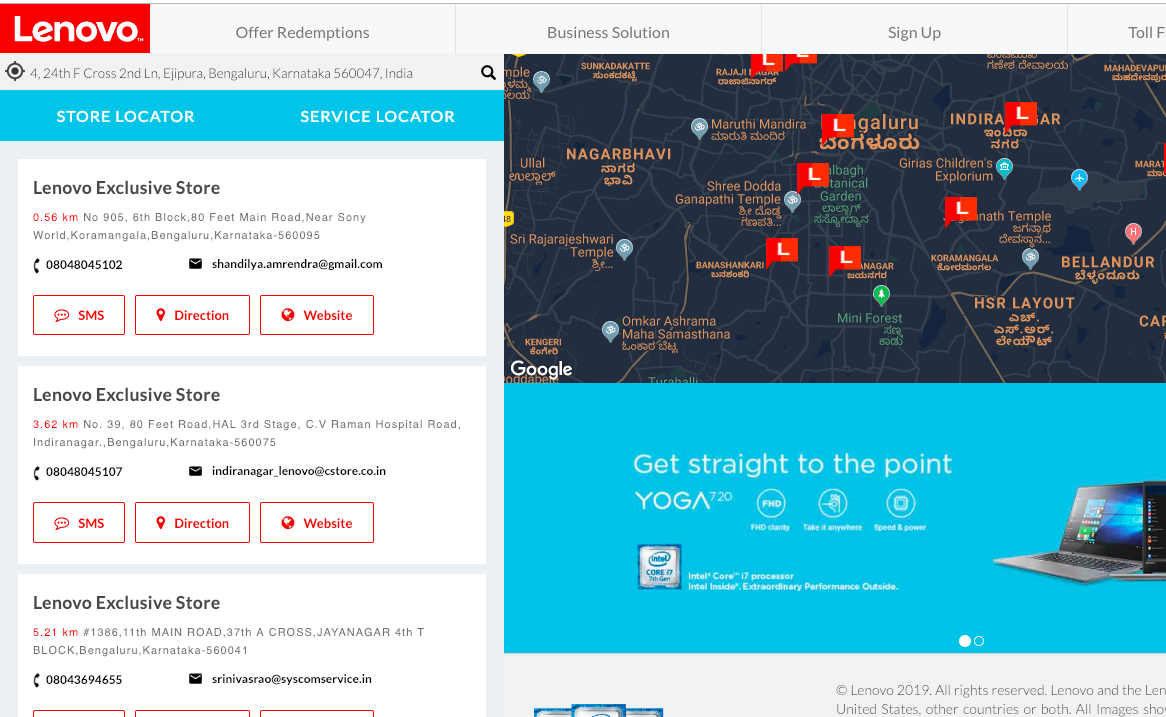 Lenovo™
Offer Redemptions
Business Solution
Sign Up
Toll F
4, 24th F Cross 2nd Ln, Ejipura, Bengaluru, Karnataka 560047, India
STORE LOCATOR
SERVICE LOCATOR
Lenovo Exclusive Store
0.56 km No 905, 6th Block,80 Feet Main Road,Near Sony
World,Koramangala,Bengaluru,Karnataka-560095
08048045102
shandilya.amrendra@gmail.com
SMS
Direction
Website
Lenovo Exclusive Store
3.62 km No. 39, 80 Feet Road,HAL 3rd Stage, C.V Raman Hospital Road,
Indiranagar.,Bengaluru,Karnataka-560075
08048045107
indiranagar_lenovo@cstore.co.in
SMS
Direction
Website
Lenovo Exclusive Store
5.21 km #1386,11th MAIN ROAD,37th A CROSS,JAYANAGAR 4th T
BLOCK,Bengaluru,Karnataka-560041
08043694655
srinivasrao@syscomservice.in
SUNKADAKATTE
ಸುಂಕದಕಟ್ಟೆ
ರಾಜಾಜಿನಗರ್
ಗಣೇಶ ದೇವಾಲಯ
MAHADEVAPU
ಮಹದೇವಪು
Maruthi Mandira
ಮಾರುತಿ ಮಂದಿರ
galuru
ಬೆಂಗಳೂರು
L
L
L
L
L
L
L
L
INDIRA
GAR
ಇಂದಿರಾ
ನಗರ
NAGARBHAVI
ನಾಗರ
ಭಾವಿ
Ullal
ಉಲ್ಲಾಳ್
Girias Children's
Explorium
MARAT
Shree Dodda
Ganapathi Temple
ಶ್ರೀ ದೊಡ್ಡ
ಗಣಪತಿ...
albagh
Botanical
Garden
ಲಾಲ್ಬಾಗ್
ಸಸ್ಯೋದ್ಯಾನ
48
Sri Rajarajeshwari
Temple
ಶ್ರೀ...
nath Temple
ಜಗನ್ನಾಥ
ದೇವಸ್ಥಾನ...
H
BANASHANKARI
ಬನಶಂಕರಿ
NAGAR
ಜಯನಗರ
KORAMANGALA
ಕೋರಮಂಗಲ
BELLANDUR
ಬೆಳ್ಳಂದೂರು
Mini Forest
ಸಣ್ಣ
ಕಾಡು
HSR LAYOUT
ಎಚ್.
ಎಸ್.ಆರ್.
ಲೇಯೌಟ್
Omkar Ashrama
Maha Samasthana
ಓಂಕಾರ ಬೆಟ್ಟ
CAR
KENGERI
ಕೆಂಗೇರಿ
Google
Doddabele
Turahalli
Get straight to the point
YOGA 720
FHD
FHD clarity
Take it anywhere
Speed & power
intel
CORE i7
7th Gen
Intel® Core™ i7 processor
Intel Inside®. Extraordinary Performance Outside.
© Lenovo 2019. All rights reserved. Lenovo and the Len
United States, other countries or both. All Images show